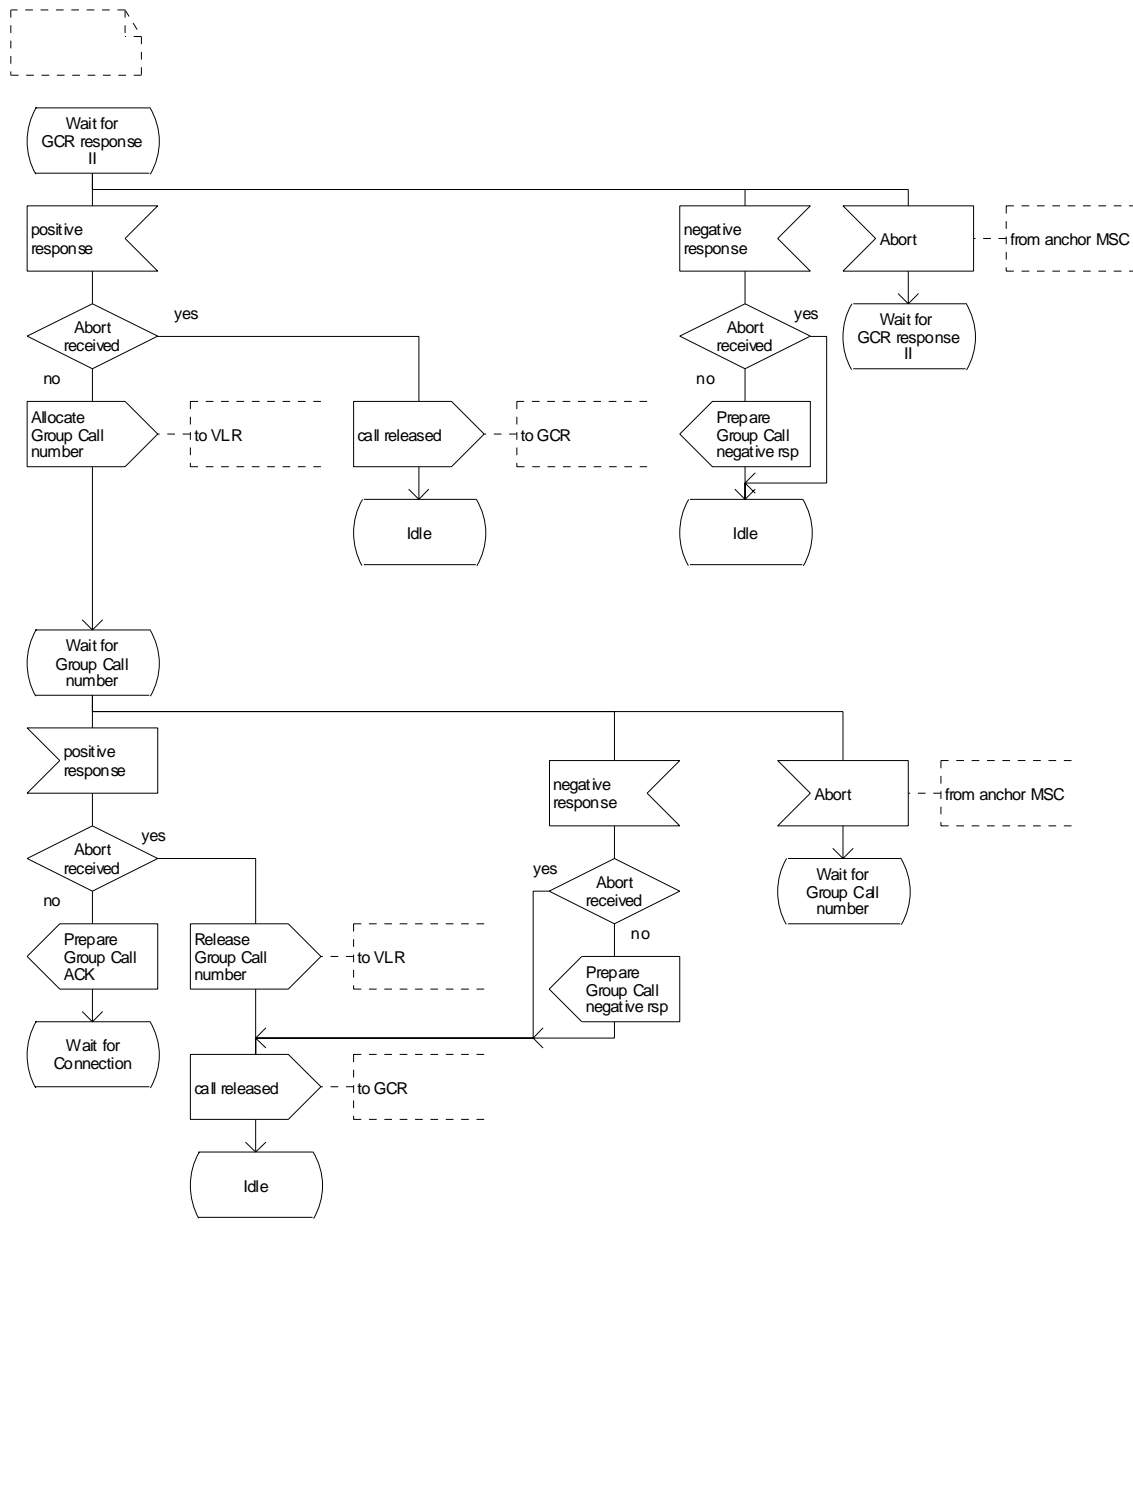 Wait for
GCR response
II
positive
response
negative
response
Abort
from anchor MSC
Abort
received
yes
no
Abort
received
yes
no
Wait for
GCR response
II
Allocate
Group Call
number
to VLR
call released
to GCR
Prepare
Group Call
negative rsp
Idle
Idle
Wait for
Group Call
number
positive
response
negative
response
Abort
from anchor MSC
Abort
received
yes
no
yes
Abort
received
no
Wait for
Group Call
number
Prepare
Group Call
ACK
Release
Group Call
number
to VLR
Prepare
Group Call
negative rsp
Wait for
Connection
call released
to GCR
Idle